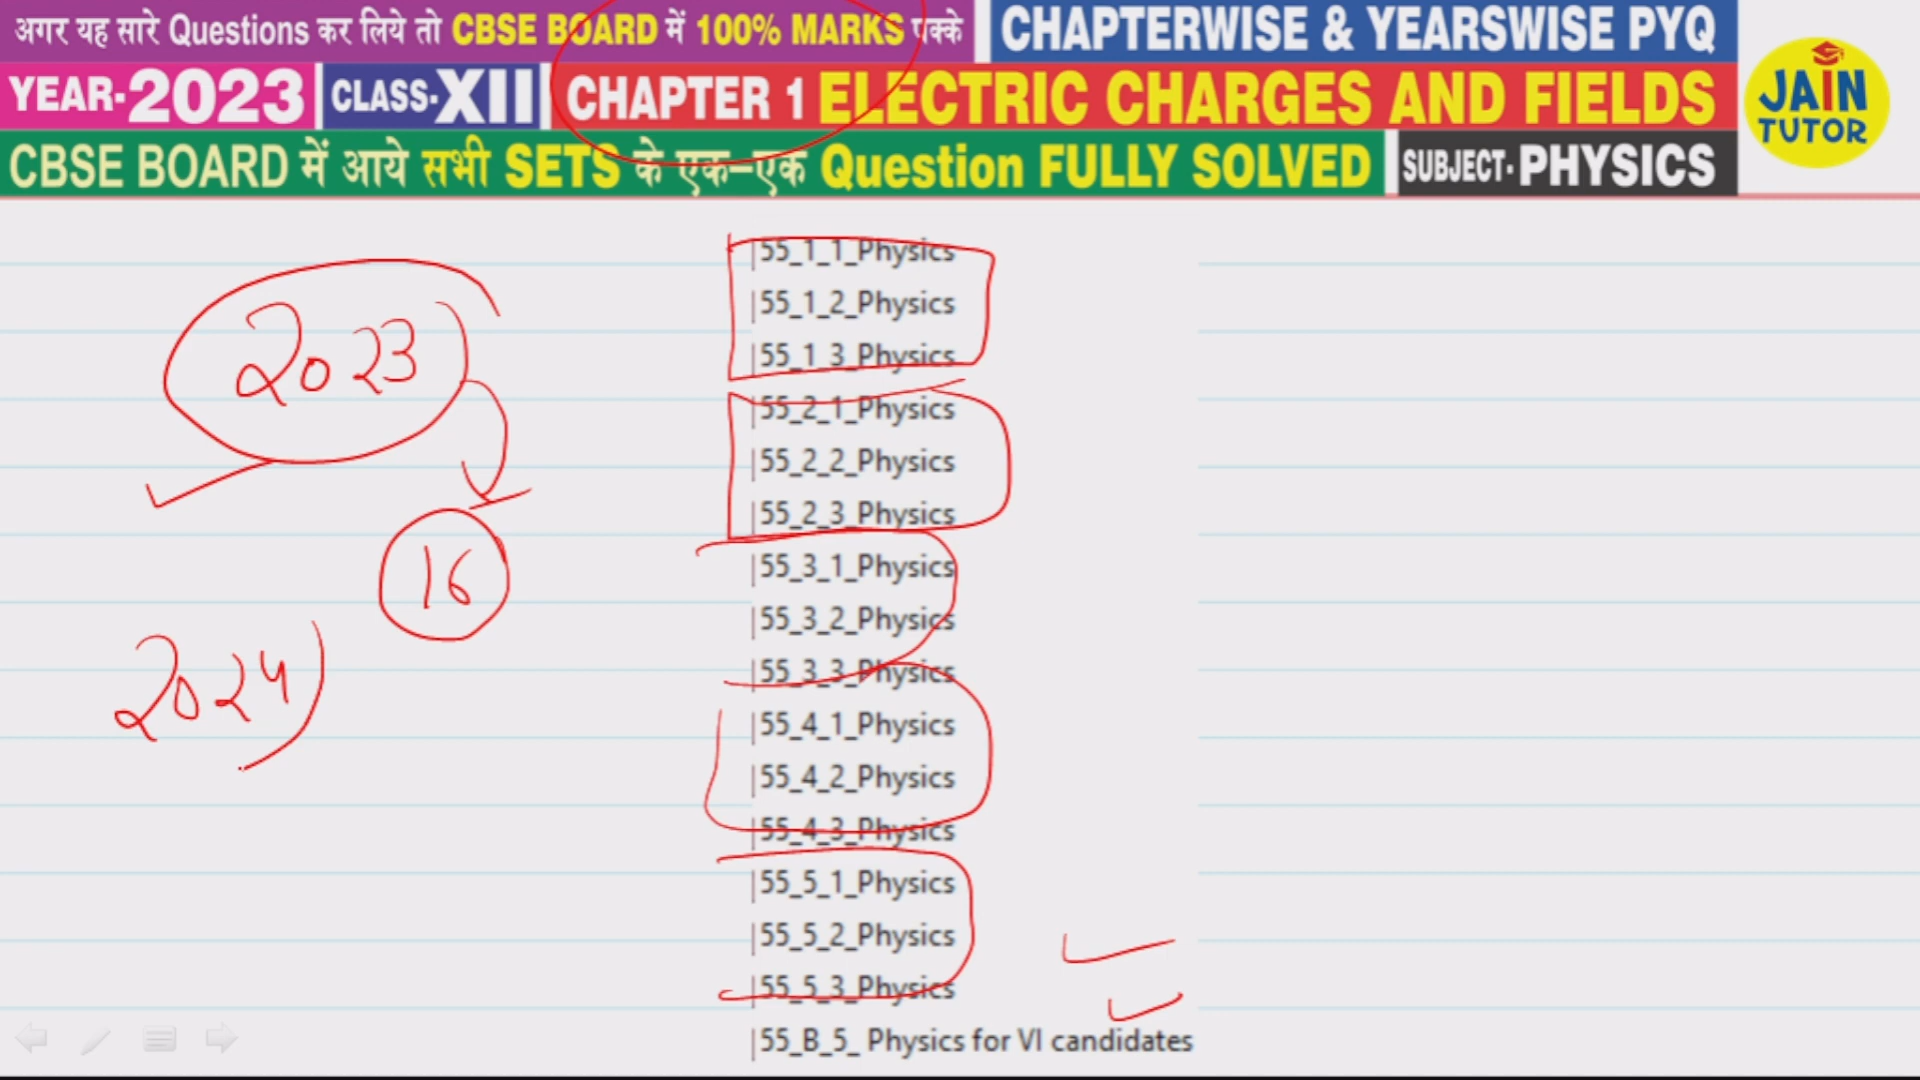 अगर यह सारे Questions कर लिये तो CBSE BOARD में 100% MARKS पक्के
CHAPTERWISE & YEARSWISE PYQ
YEAR-2023 CLASS-XII CHAPTER 1 ELECTRIC CHARGES AND FIELDS
JAIN TUTOR
CBSE BOARD में आये सभी SETS के एक-एक Question FULLY SOLVED
SUBJECT- PHYSICS
2023
16
2024
55_1_1_Physics
55_1_2_Physics
55_1_3_Physics
55_2_1_Physics
55_2_2_Physics
55_2_3_Physics
55_3_1_Physics
55_3_2_Physics
55_3_3_Physics
55_4_1_Physics
55_4_2_Physics
55_4_3_Physics
55_5_1_Physics
55_5_2_Physics
55_5_3_Physics
55_B_5_ Physics for VI candidates